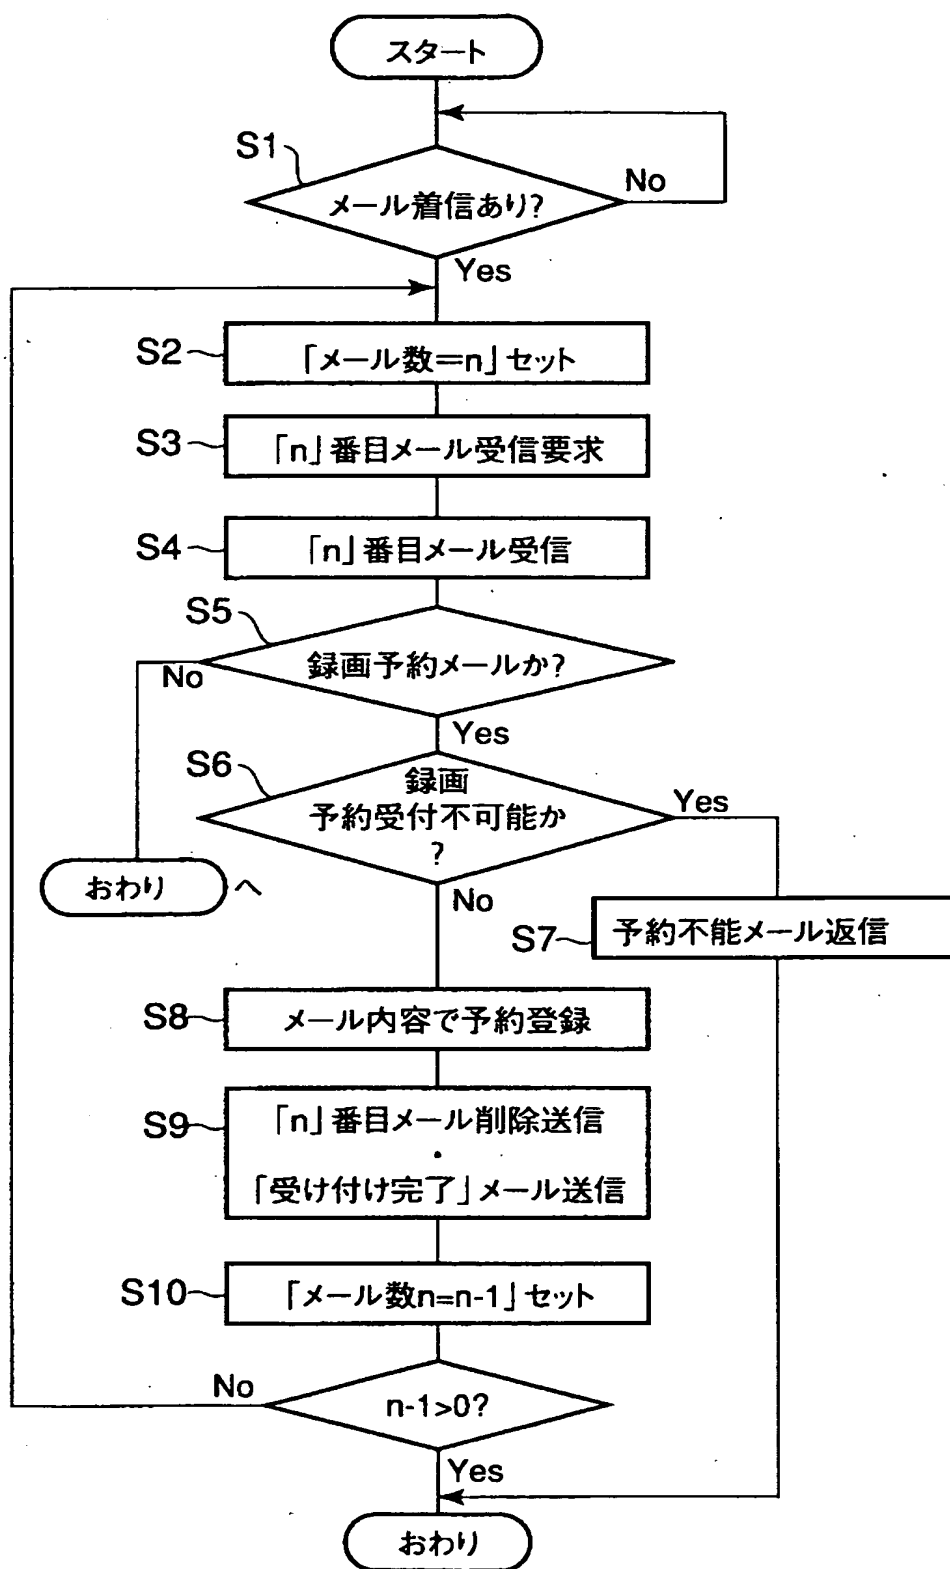 スタート
S1
メール着信あり?
No
Yes
S2
「メール数=n」セット
S3
「n」番目メール受信要求
S4
「n」番目メール受信
S5
録画予約メールか?
No
Yes
S6
録画
予約受付不可能か
?
Yes
No
おわり へ
S7
予約不能メール返信
S8
メール内容で予約登録
S9
「n」番目メール削除送信
・
「受け付け完了」メール送信
S10
「メール数n=n-1」セット
No
n-1>0?
Yes
おわり